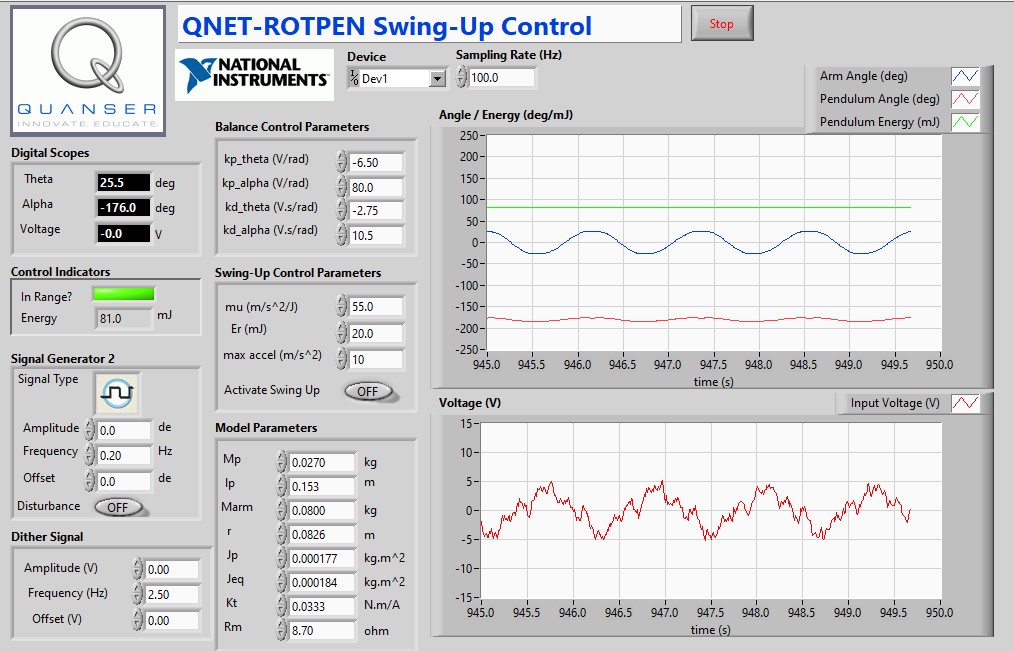 QUANSER
INNOVATE EDUCATE
QNET-ROTPEN Swing-Up Control
Stop
NATIONAL INSTRUMENTS™
Device
Dev1
Sampling Rate (Hz)
100.0
Digital Scopes
Theta 25.5 deg
Alpha -176.0 deg
Voltage -0.0 V
Control Indicators
In Range?
Energy 81.0 mJ
Signal Generator 2
Signal Type
Amplitude 0.0 de
Frequency 0.20 Hz
Offset 0.0 de
Disturbance OFF
Dither Signal
Amplitude (V) 0.00
Frequency (Hz) 2.50
Offset (V) 0.00
Balance Control Parameters
kp_theta (V/rad) -6.50
kp_alpha (V/rad) 80.0
kd_theta (V.s/rad) -2.75
kd_alpha (V.s/rad) 10.5
Swing-Up Control Parameters
mu (m/s^2/J) 55.0
Er (mJ) 20.0
max accel (m/s^2) 10
Activate Swing Up OFF
Model Parameters
Mp 0.0270 kg
lp 0.153 m
Marm 0.0800 kg
r 0.0826 m
Jp 0.000177 kg.m^2
Jeq 0.000184 kg.m^2
Kt 0.0333 N.m/A
Rm 8.70 ohm
Arm Angle (deg)
Pendulum Angle (deg)
Pendulum Energy (mJ)
Angle / Energy (deg/mJ)
250
200
150
100
50
0
-50
-100
-150
-200
-250
945.0 945.5 946.0 946.5 947.0 947.5 948.0 948.5 949.0 949.5 950.0
time (s)
Voltage (V)
Input Voltage (V)
15
10
5
0
-5
-10
-15
945.0 945.5 946.0 946.5 947.0 947.5 948.0 948.5 949.0 949.5 950.0
time (s)